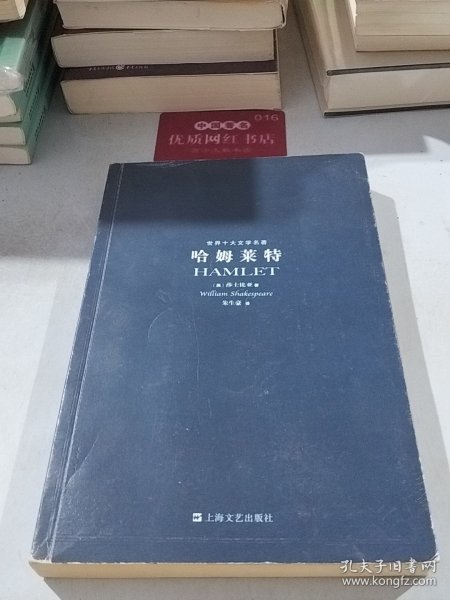 016
中国著名
优质网红书店
世界十大文学名著
哈姆莱特
HAMLET
[英] 莎士比亚 著
William Shakespeare
朱生豪 译
上海文艺出版社
孔夫子旧书网
www.kongfz.com